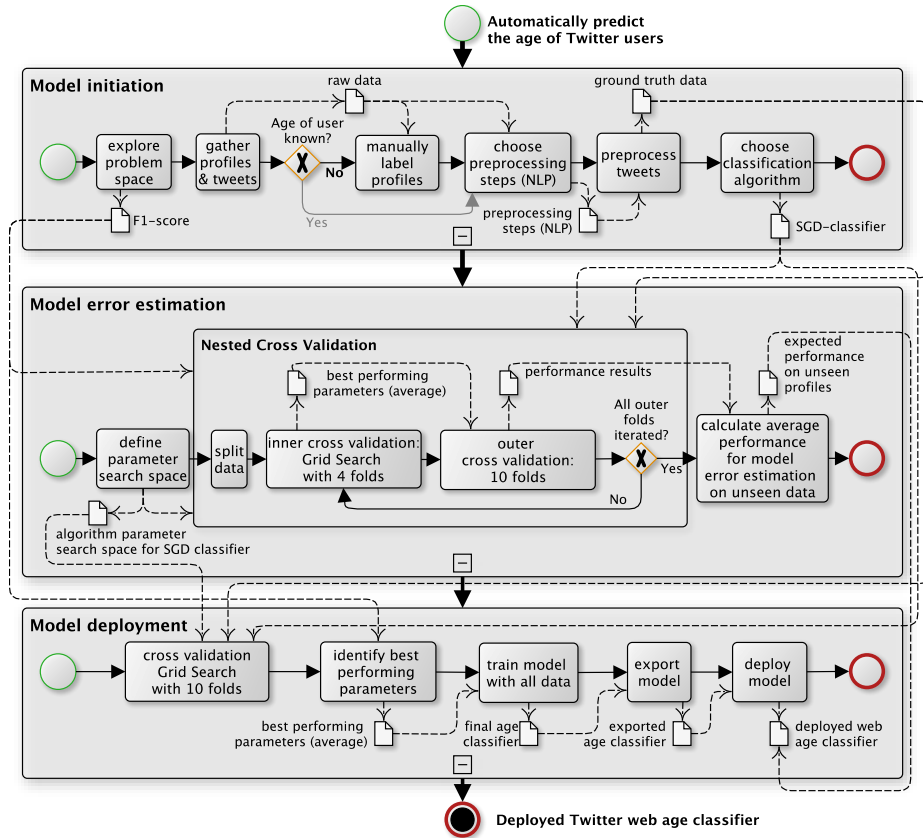 Automatically predict
the age of Twitter users
Model initiation
raw data
ground truth data
Age of user
known?
explore
problem
space
gather
profiles
& tweets
X
No
manually
label
profiles
choose
preprocessing
steps (NLP)
preprocess
tweets
choose
classification
algorithm
F1-score
Yes
preprocessing
steps (NLP)
SGD-classifier
Model error estimation
Nested Cross Validation
best performing
parameters (average)
performance results
expected
performance
on unseen
profiles
All outer
folds
iterated?
define
parameter
search space
split
data
inner cross validation:
Grid Search
with 4 folds
outer
cross validation:
10 folds
X
Yes
No
calculate average
performance
for model
error estimation
on unseen data
algorithm parameter
search space for SGD classifier
Model deployment
cross validation
Grid Search
with 10 folds
identify best
performing
parameters
train model
with all data
export
model
deploy
model
best performing
parameters (average)
final age
classifier
exported
age classifier
deployed web
age classifier
Deployed Twitter web age classifier